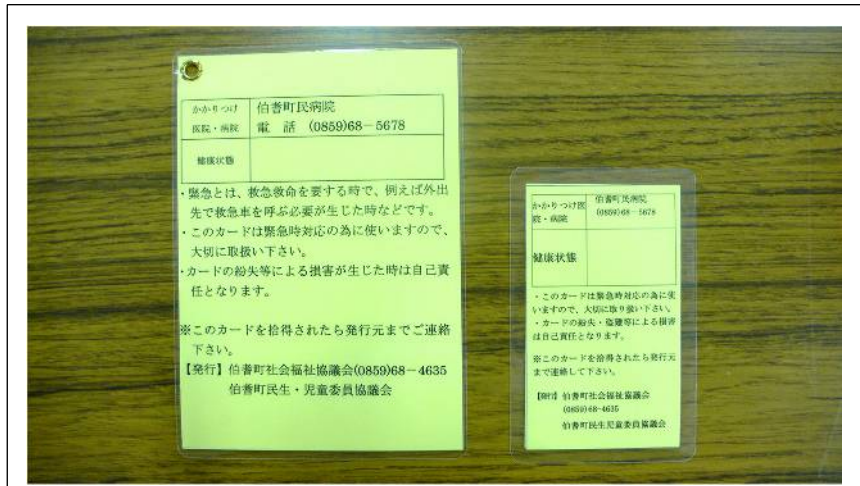 かかりつけ
医院・病院
伯耆町民病院
電 話 (0859)68－5678
健康状態
・緊急とは、救急救命を要する時で、例えば外出
先で救急車を呼ぶ必要が生じた時などです。
・このカードは緊急時対応の為に使いますので、
大切に取扱い下さい。
・カードの紛失等による損害が生じた時は自己責
任となります。
※このカードを拾得されたら発行元までご連絡
下さい。
【発行】伯耆町社会福祉協議会(0859)68－4635
伯耆町民生・児童委員協議会
かかりつけ医
院・病院
伯耆町民病院
(0859)68－5678
健康状態
・このカードは緊急時対応の為に使
いますので、大切に取り扱い下さい。
・カードの紛失・盗難等による損害
は自己責任となります。
※このカードを拾得されたら発行元
まで連絡して下さい。
【発行】伯耆町社会福祉協議会
(0859)68-4635
伯耆町民生児童委員協議会